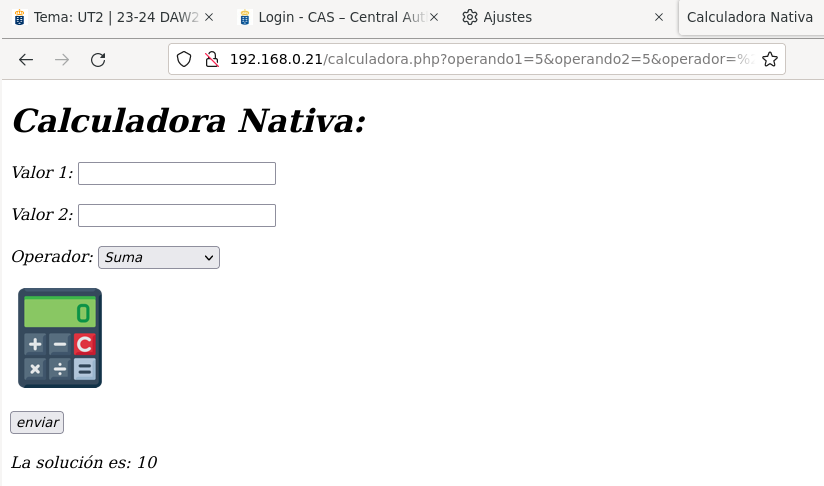 Tema: UT2 | 23-24 DAW2
Login - CAS – Central Aut
Ajustes
Calculadora Nativa
192.168.0.21/calculadora.php?operando1=5&operando2=5&operador=%2
Calculadora Nativa:
Valor 1:
Valor 2:
Operador: Suma
0
+ − C
× ÷ =
enviar
La solución es: 10